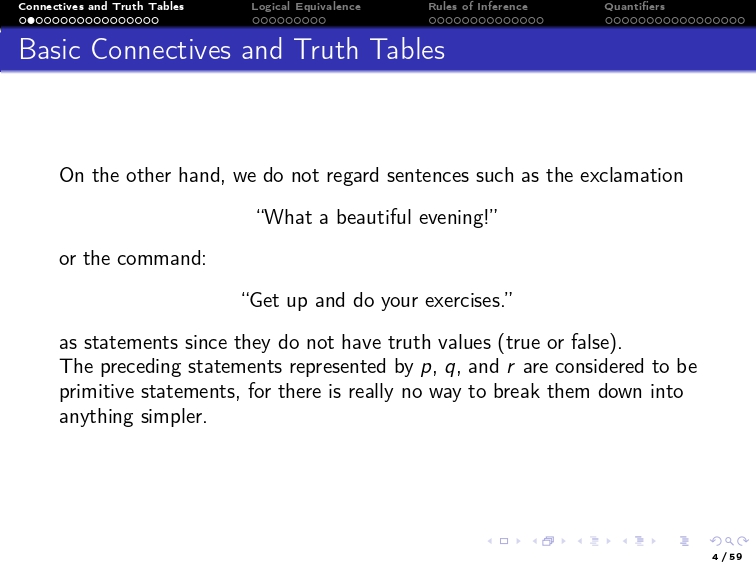 Connectives and Truth Tables Logical Equivalence Rules of Inference Quantifiers
Basic Connectives and Truth Tables
On the other hand, we do not regard sentences such as the exclamation
“What a beautiful evening!”
or the command:
“Get up and do your exercises.”
as statements since they do not have truth values (true or false).
The preceding statements represented by p, q, and r are considered to be
primitive statements, for there is really no way to break them down into
anything simpler.
4 / 59